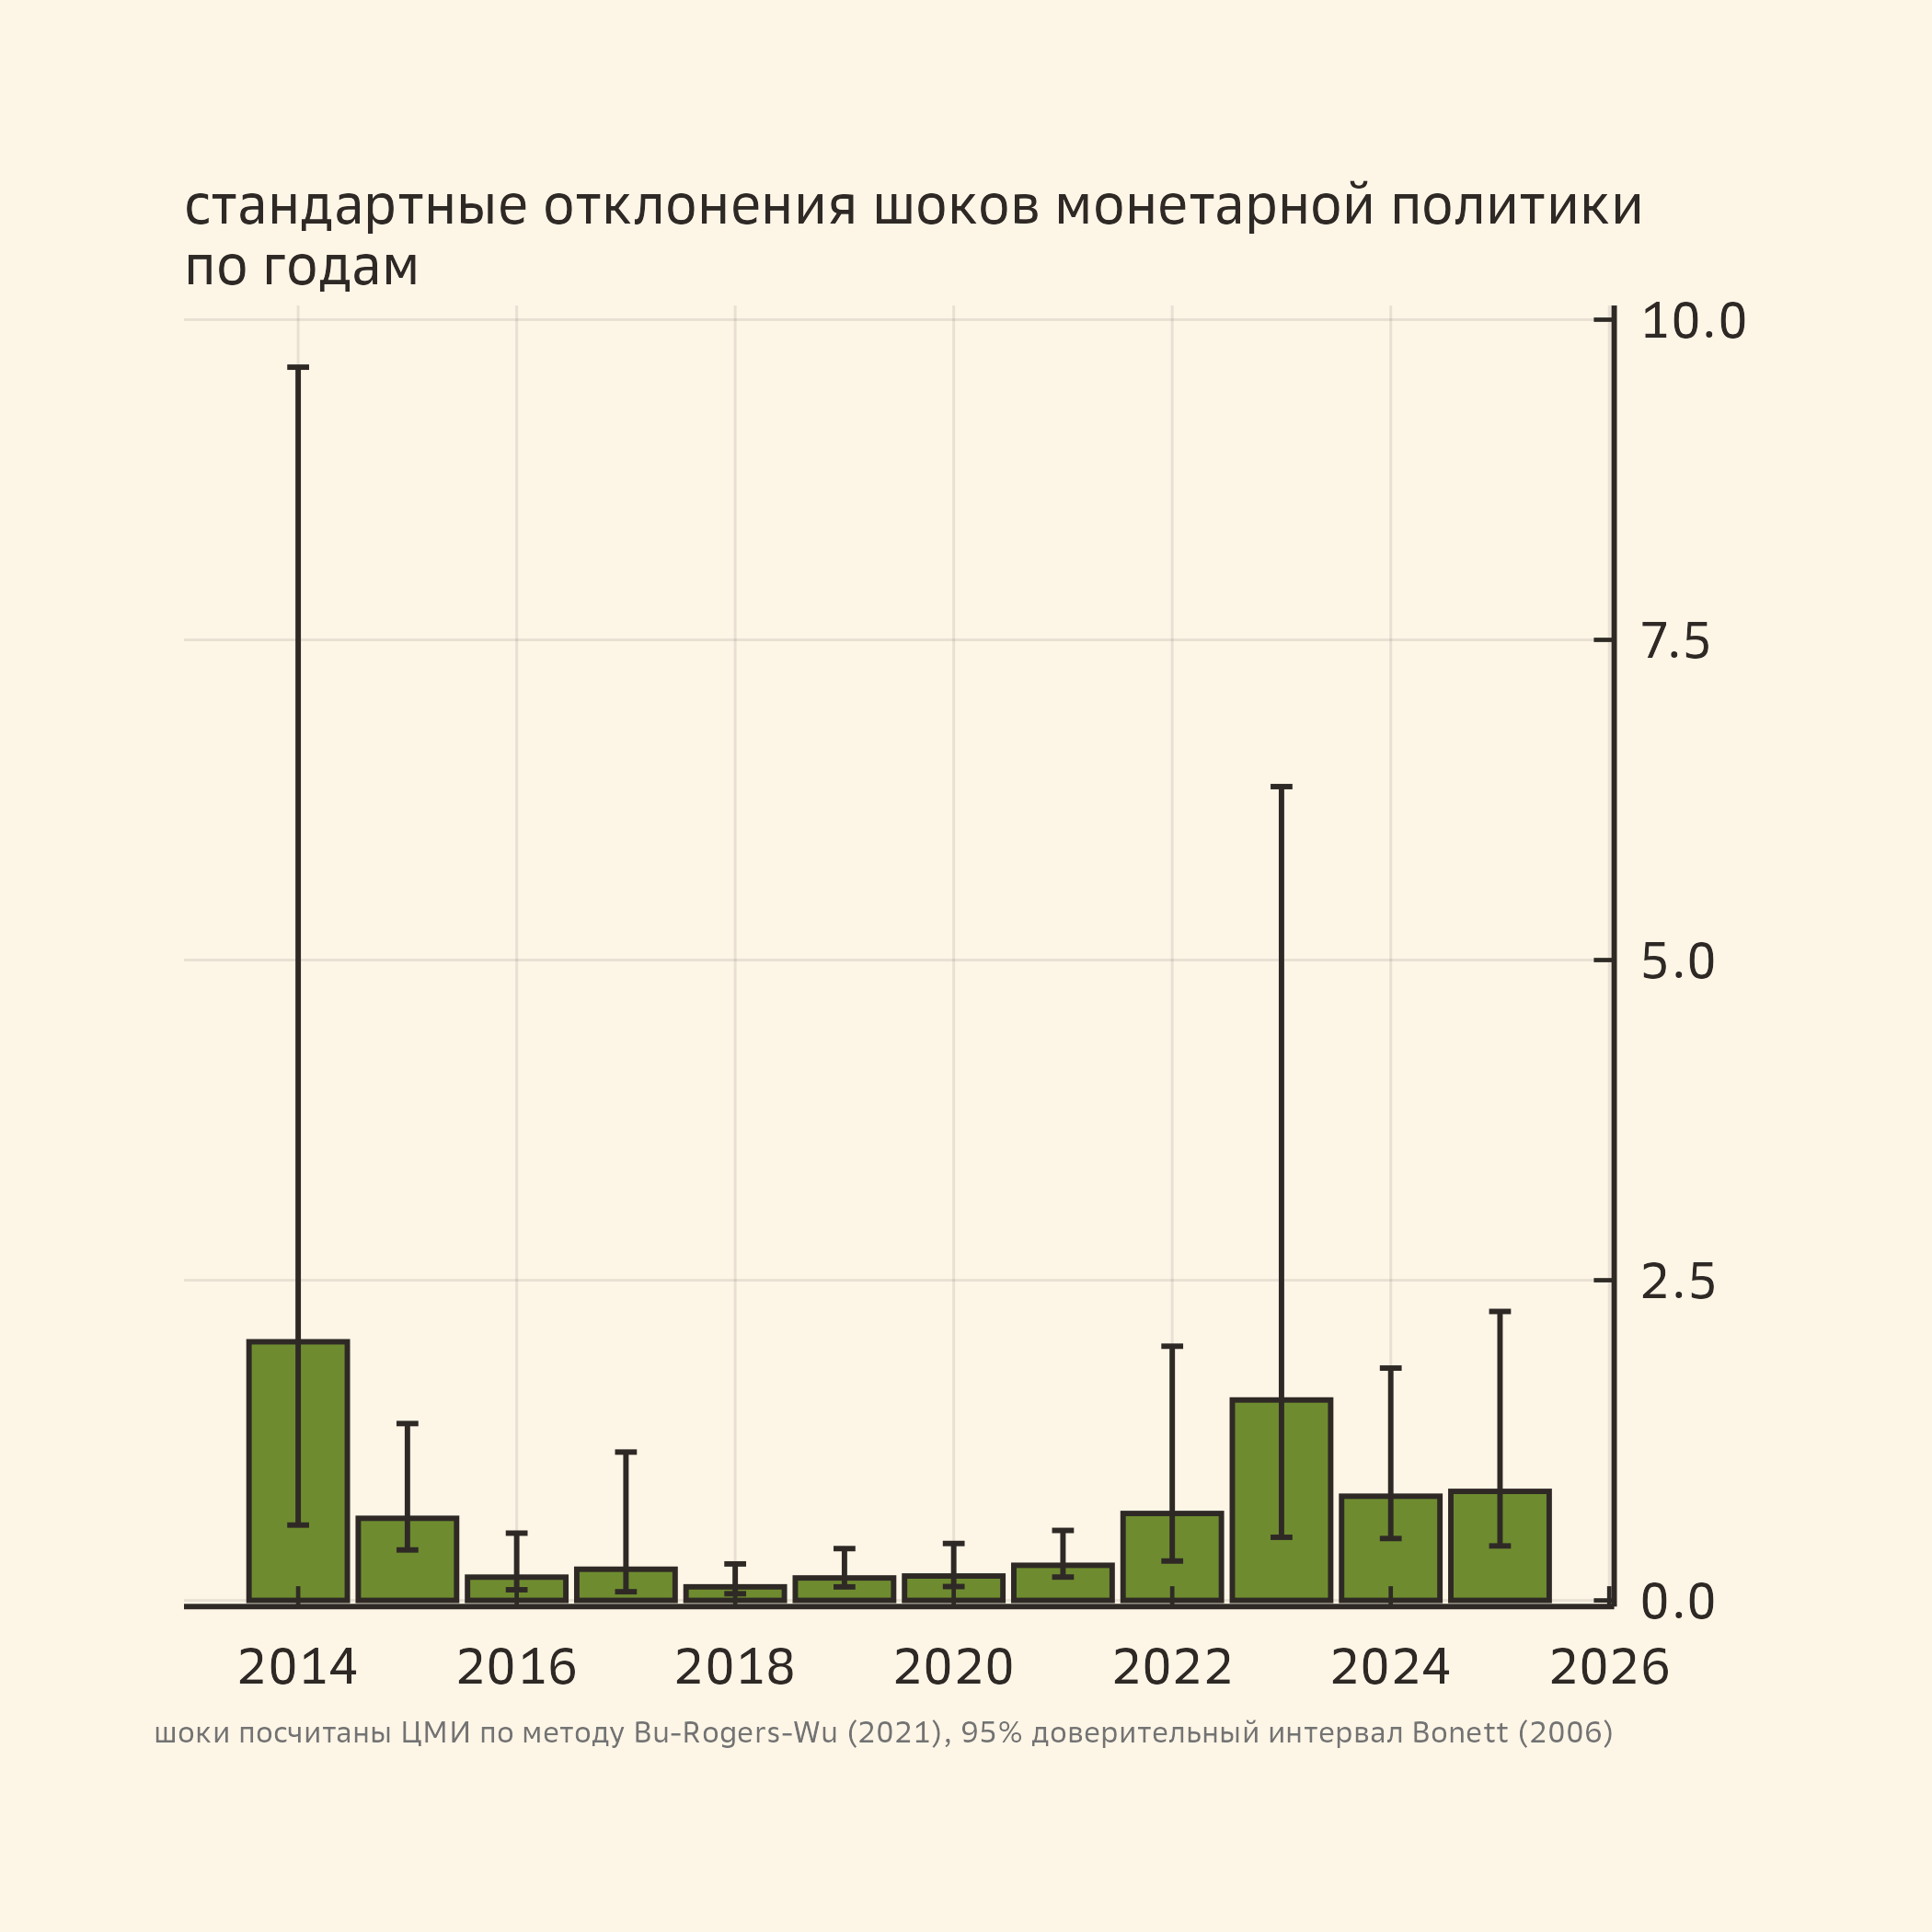 стандартные отклонения шоков монетарной политики
по годам
10.0
7.5
5.0
2.5
0.0
2014 2016 2018 2020 2022 2024 2026
шоки посчитаны ЦМИ по методу Bu-Rogers-Wu (2021), 95% доверительный интервал Bonett (2006)